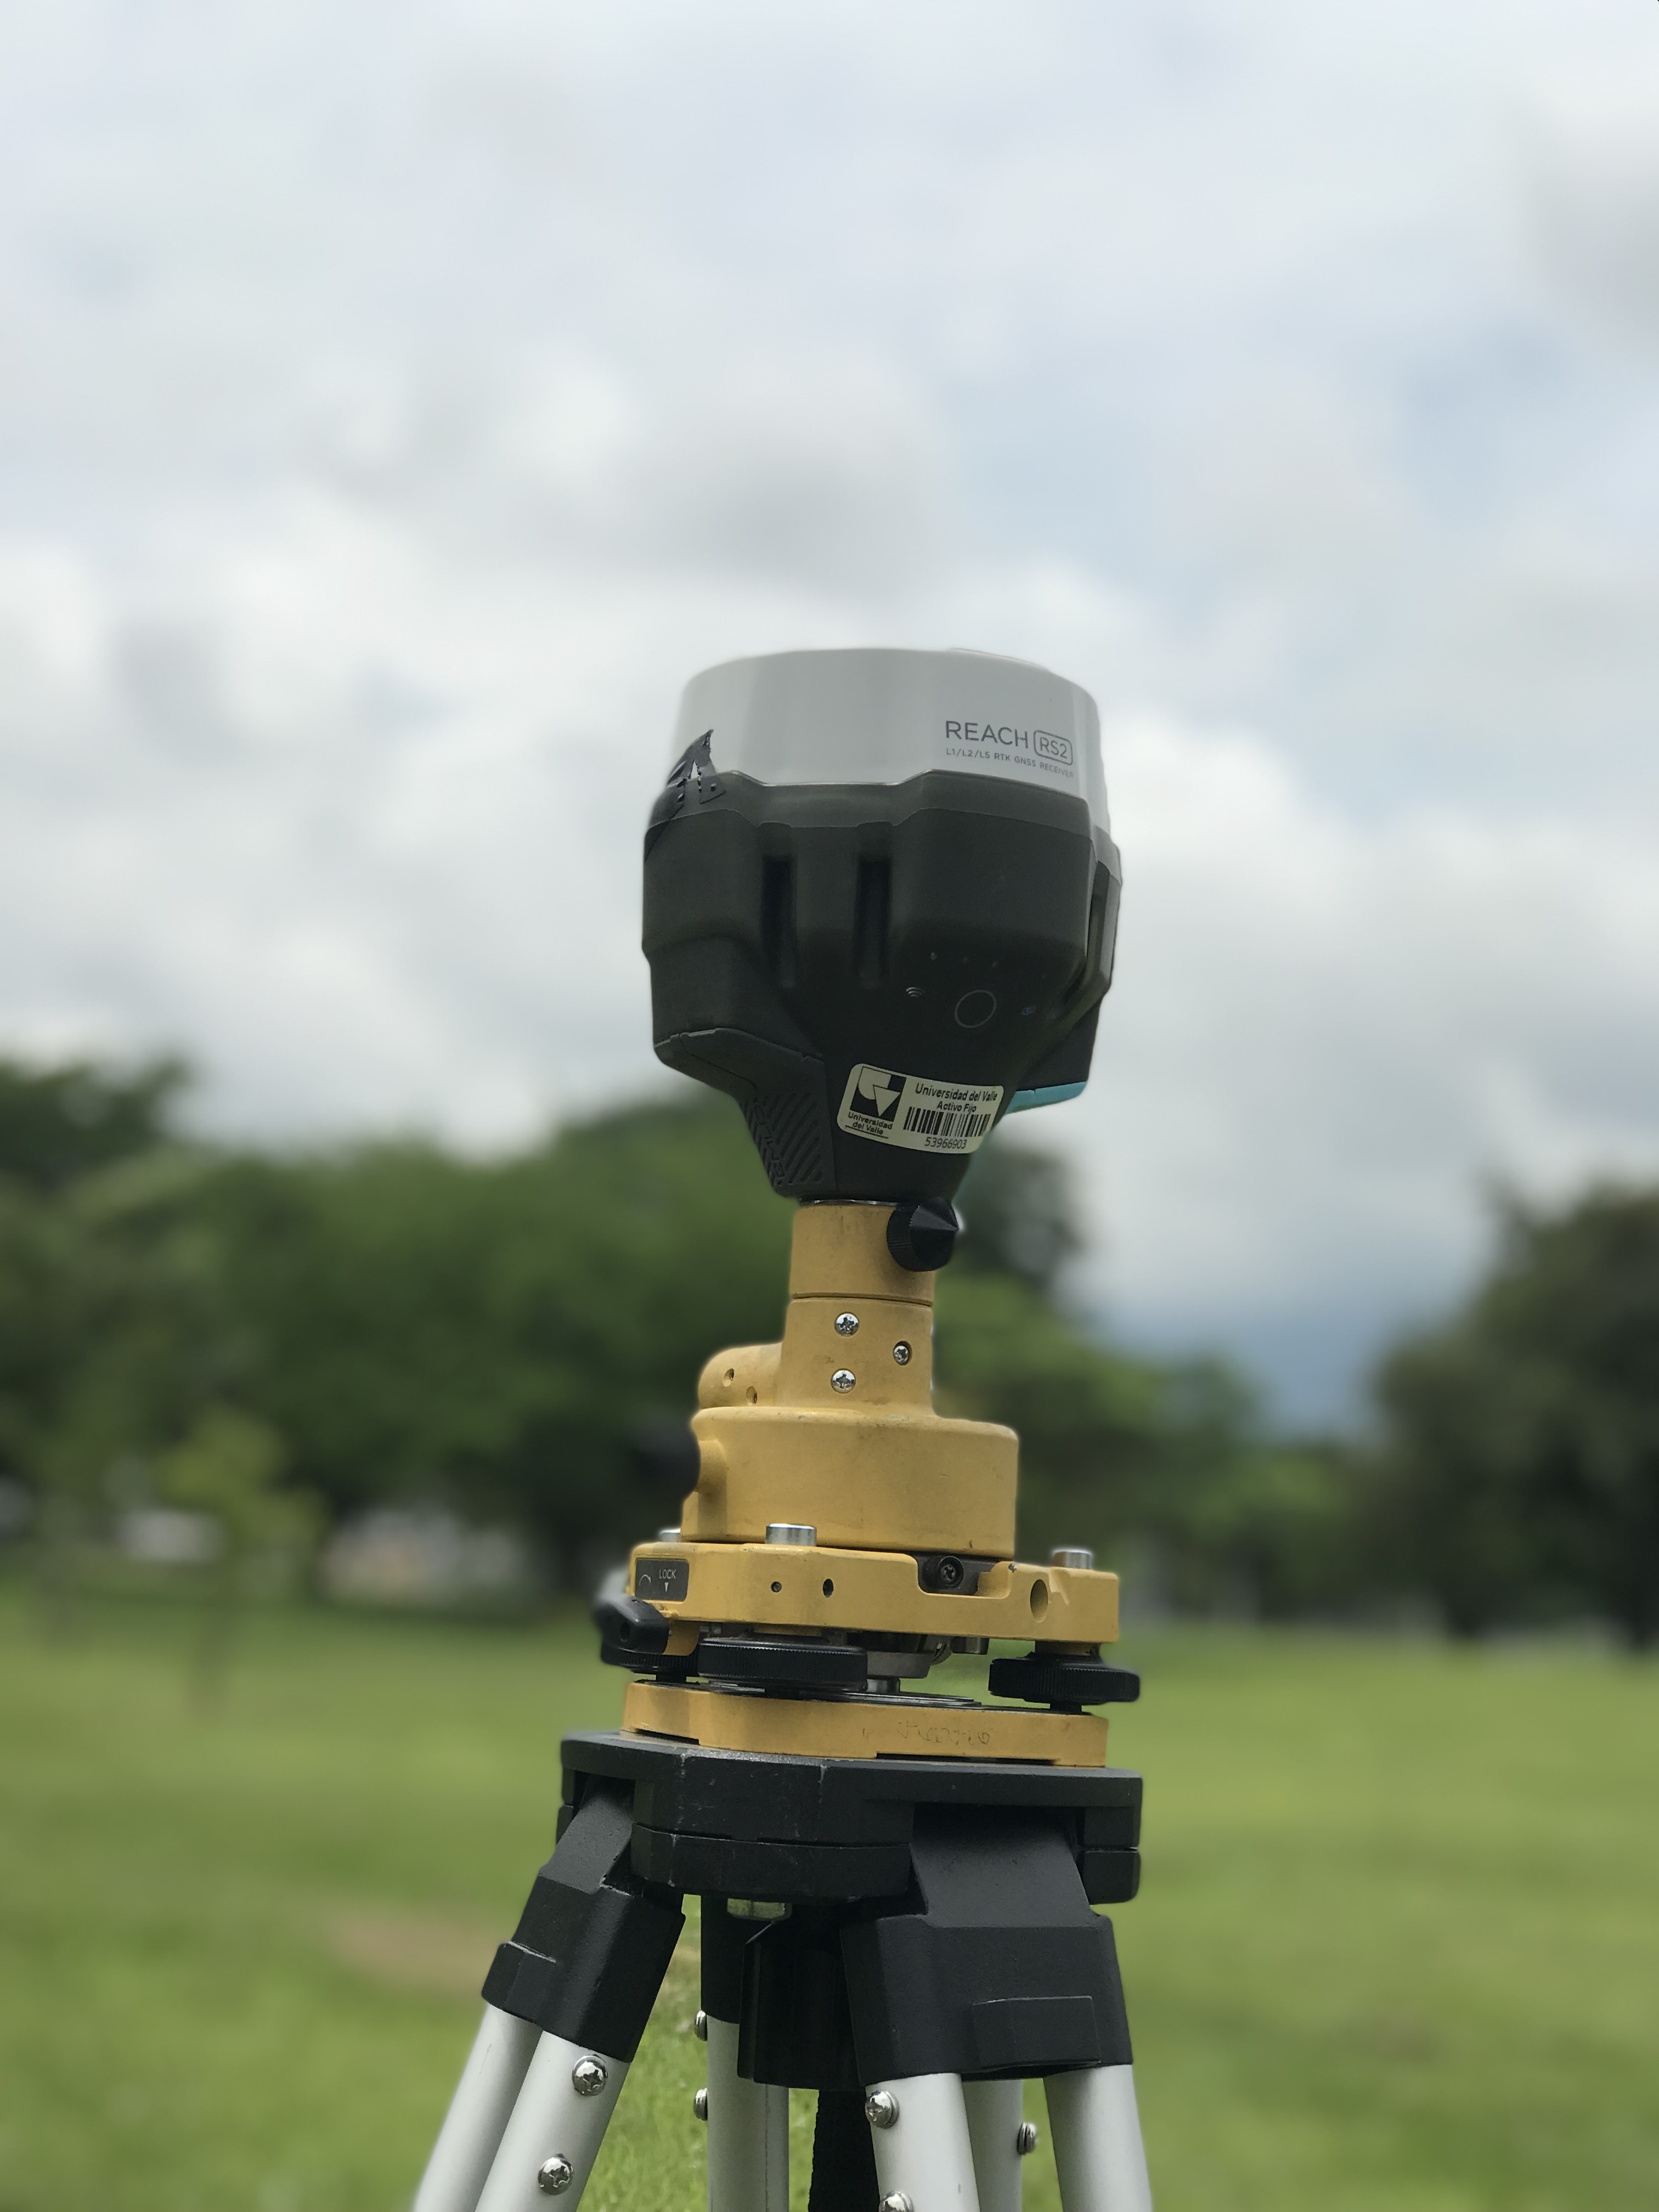 REACH RS2
L1/L2/L5 RTK GNSS RECEIVER
Universidad del Valle
Activo Fijo
Universidad
del Valle
53966903
LOCK